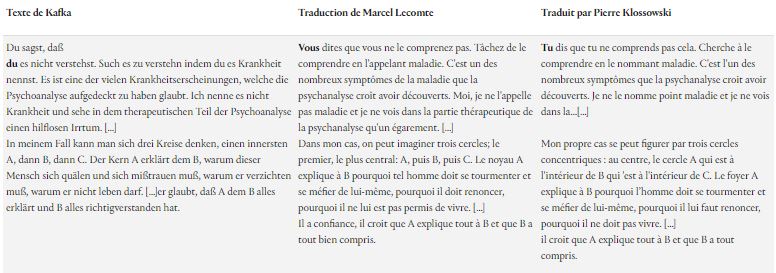 Texte de Kafka
Du sagst, daß
du es nicht verstehst. Such es zu verstehn indem du es Krankheit
nennst. Es ist eine der vielen Krankheitserscheinungen, welche die
Psychoanalyse aufgedeckt zu haben glaubt. Ich nenne es nicht
Krankheit und sehe in dem therapeutischen Teil der Psychoanalyse
einen hilflosen Irrtum. [...]
In meinem Fall kann man sich drei Kreise denken, einen innersten
A, dann B, dann C. Der Kern A erklärt dem B, warum dieser
Mensch sich quälen und sich mißtrauen muß, warum er verzichten
muß, warum er nicht leben darf. [...]er glaubt, daß A dem B alles
erklärt und B alles richtigverstanden hat.
Traduction de Marcel Lecomte
Vous dites que vous ne le comprenez pas. Tâchez de le
comprendre en l'appelant maladie. C'est un des
nombreux symptômes de la maladie que la
psychanalyse croit avoir découverts. Moi, je ne l'appelle
pas maladie et je ne vois dans la partie thérapeutique de
la psychanalyse qu'un égarement. [...]
Dans mon cas, on peut imaginer trois cercles; le
premier, le plus central: A, puis B, puis C. Le noyau A
explique à B pourquoi tel homme doit se tourmenter et
se méfier de lui-même, pourquoi il doit renoncer,
pourquoi il ne lui est pas permis de vivre. [...]
Il a confiance, il croit que A explique tout à B et que B a
tout bien compris.
Traduit par Pierre Klossowski
Tu dis que tu ne comprends pas cela. Cherche à le
comprendre en le nommant maladie. C'est l'un des
nombreux symptômes que la psychanalyse croit avoir
découverts. Je ne le nomme point maladie et je ne vois
dans la...[...]
Mon propre cas se peut figurer par trois cercles
concentriques : au centre, le cercle A qui est à
l'intérieur de B qui 'est à l'intérieur de C. Le foyer A
explique à B pourquoi l'homme doit se tourmenter et
se méfier de lui-même, pourquoi il lui faut renoncer,
pourquoi il ne doit pas vivre. [...]
il croit que A explique tout à B et que B a tout
compris.